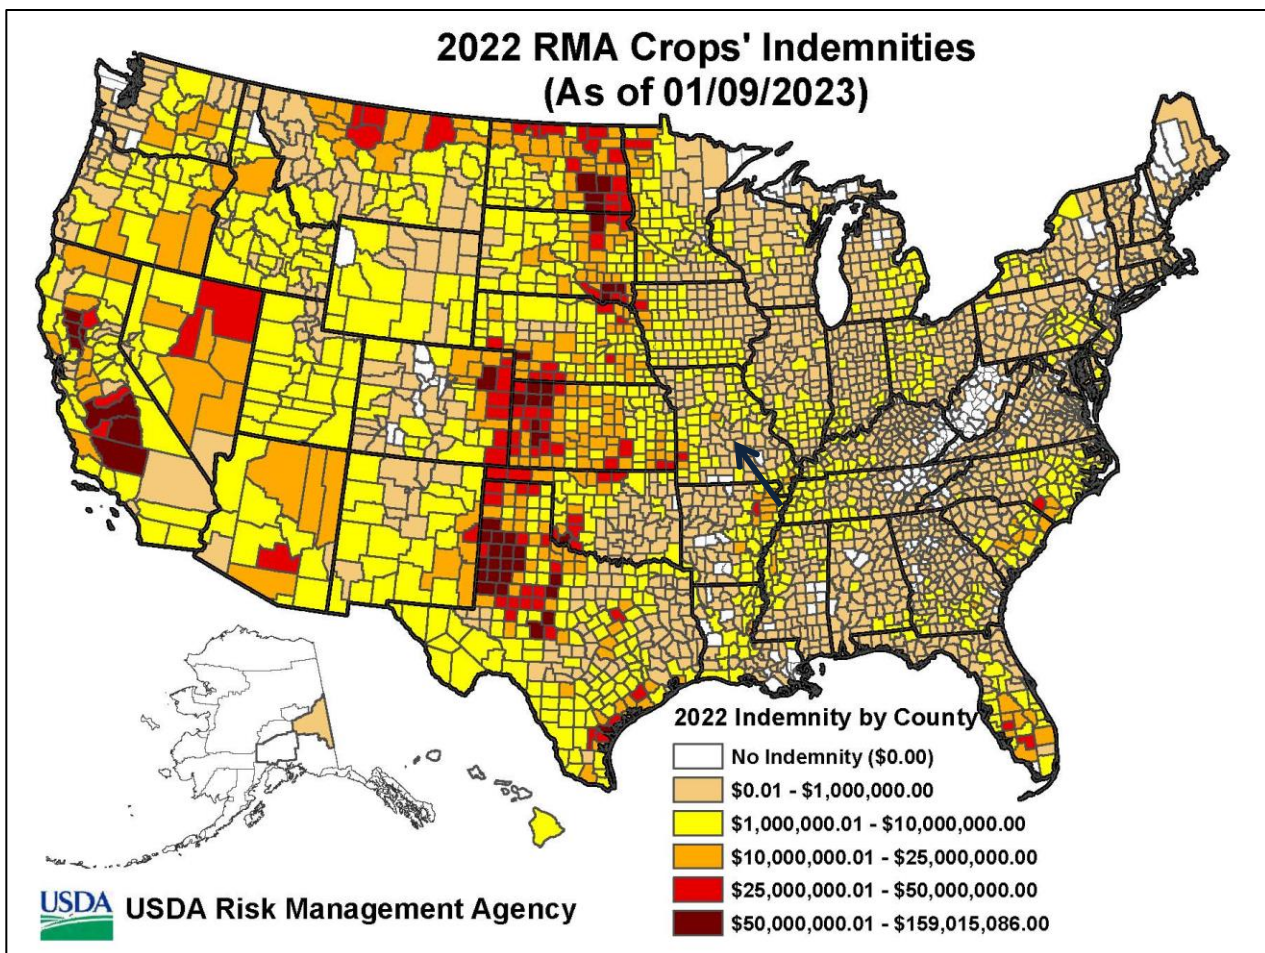 2022 RMA Crops' Indemnities
(As of 01/09/2023)
2022 Indemnity by County
No Indemnity ($0.00)
$0.01 - $1,000,000.00
$1,000,000.01 - $10,000,000.00
$10,000,000.01 - $25,000,000.00
$25,000,000.01 - $50,000,000.00
$50,000,000.01 - $159,015,086.00
USDA
USDA Risk Management Agency